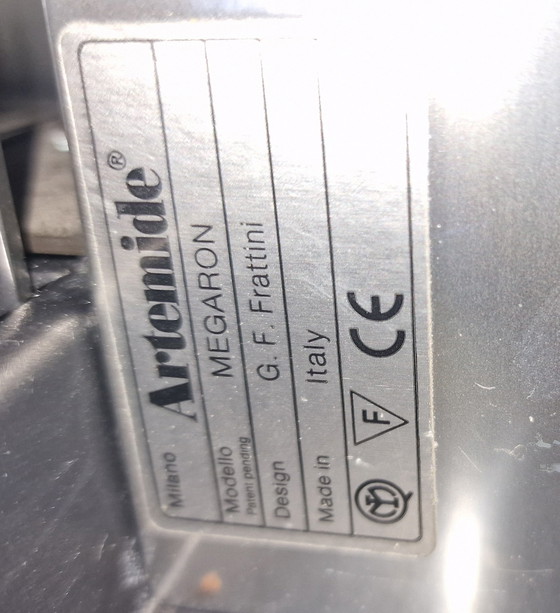 Artemide®
Milano
Modello MEGARON
Patent pending
Design G. F. Frattini
Made in Italy
F CE